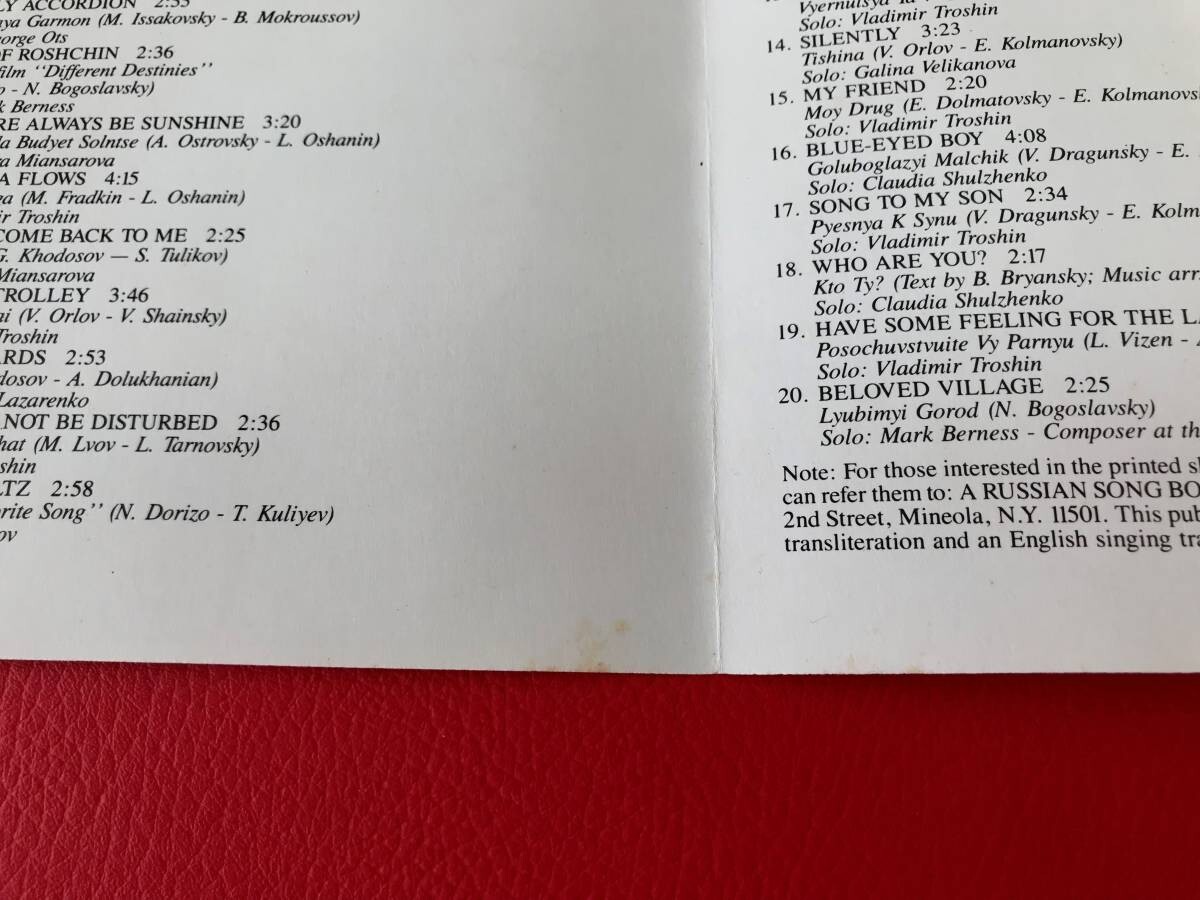 ACCORDION 2:55
Garmon (M. Issakovsky - B. Mokroussov)
Ots
OF ROSHCHIN 2:36
film "Different Destinies"
- N. Bogoslavsky)
Berness
ALWAYS BE SUNSHINE 3:20
Budyet Solntse (A. Ostrovsky - L. Oshanin)
Miansarova
A FLOWS 4:15
(M. Fradkin - L. Oshanin)
Troshin
COME BACK TO ME 2:25
G. Khodosov — S. Tulikov)
Miansarova
TROLLEY 3:46
(V. Orlov - V. Shainsky)
Troshin
ARDS 2:53
dosov - A. Dolukhanian)
Lazarenko
NOT BE DISTURBED 2:36
hat (M. Lvov - L. Tarnovsky)
shin
LTZ 2:58
rite Song" (N. Dorizo - T. Kuliyev)
ov
Vyernulsya Ia
Solo: Vladimir Troshin
14. SILENTLY 3:23
Tishina (V. Orlov - E. Kolmanovsky)
Solo: Galina Velikanova
15. MY FRIEND 2:20
Moy Drug (E. Dolmatovsky - E. Kolmanovsk
Solo: Vladimir Troshin
16. BLUE-EYED BOY 4:08
Goluboglazyi Malchik (V. Dragunsky - E.
Solo: Claudia Shulzhenko
17. SONG TO MY SON 2:34
Pyesnya K Synu (V. Dragunsky - E. Kolm
Solo: Vladimir Troshin
18. WHO ARE YOU? 2:17
Kto Ty? (Text by B. Bryansky; Music arr
Solo: Claudia Shulzhenko
19. HAVE SOME FEELING FOR THE LA
Posochuvstvuite Vy Parnyu (L. Vizen -
Solo: Vladimir Troshin
20. BELOVED VILLAGE 2:25
Lyubimyi Gorod (N. Bogoslavsky)
Solo: Mark Berness - Composer at th
Note: For those interested in the printed s
can refer them to: A RUSSIAN SONG BO
2nd Street, Mineola, N.Y. 11501. This pub
transliteration and an English singing tra